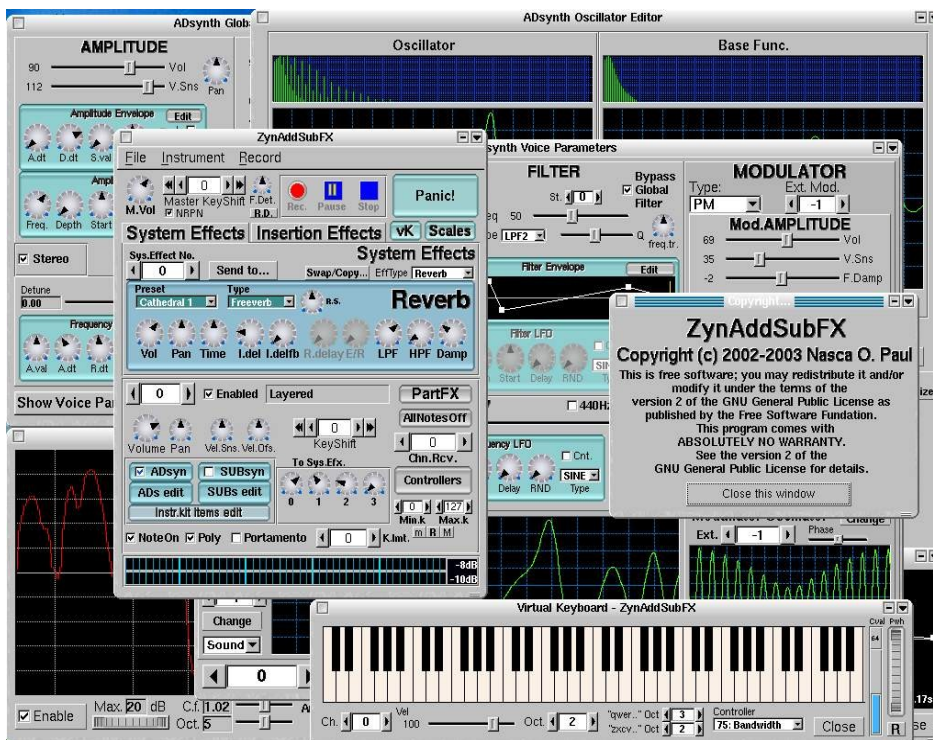 ADsynth Oscillator Editor
ADsynth Glob
AMPLITUDE
90 Vol
112 V.Sns
Pan
Amplitude Envelope Edit
A.dt D.dt S.val
Ampl
Freq. Depth Start
Stereo
Detune
0.00
Frequency
A.val A.dt R.dt
Show Voice Par
Oscillator
Base Func.
ZynAddSubFX
File Instrument Record
M.Vol
0
Master KeyShift
NRPN
F.Det.
R.D.
Rec. Pause Stop
Panic!
System Effects Insertion Effects vK Scales
Sys.Effect No.
System Effects
0 Send to... Swap/Copy... EffType Reverb
Preset Type
Cathedral 1 Freeverb R.S. Reverb
Vol Pan Time I.del I.delfb R.delay E/R LPF HPF Damp
0 Enabled Layered PartFX
AllNotesOff
Volume Pan Vel.Sns. Vel.Ofs. 0
KeyShift
0
Chn.Rcv.
ADsyn SUBsyn To Sys.Efx.
ADs edit SUBs edit
0 1 2 3
Controllers
Instr.kit items edit
0 127
Min.k Max.k
NoteOn Poly Portamento 0 K.lmt. m R M
-8dB
-10dB
synth Voice Parameters
FILTER
St. 0
Bypass
Global
Filter
eq 50
pe LPF2 Q
freq.tr.
Filter Envelope Edit
Filter LFO
Start Delay RND
440Hz
uency LFO
Cnt.
SINE
Delay RND Type
MODULATOR
Type: Ext. Mod.
PM -1
Mod.AMPLITUDE
69 Vol
35 V.Sns
-2 F.Damp
Copyright...
ZynAddSubFX
Copyright (c) 2002-2003 Nasca O. Paul
This is free software; you may redistribute it and/or
modify it under the terms of the
version 2 of the GNU General Public License as
published by the Free Software Fundation.
This program comes with
ABSOLUTELY NO WARRANTY.
See the version 2 of the
GNU General Public License for details.
Close this window
Modulator Oscillator Change
Ext. -1 Phase
Change
Sound
0
Enable
Max. 20 dB
C.f. 1.02
Oct. 5
Virtual Keyboard - ZynAddSubFX
Cval Pwh
64
Ch. 0
Vel
100
Oct. 2
"qwer.." Oct 3
"zxcv.." Oct 2
Controller
75: Bandwidth
Close
R